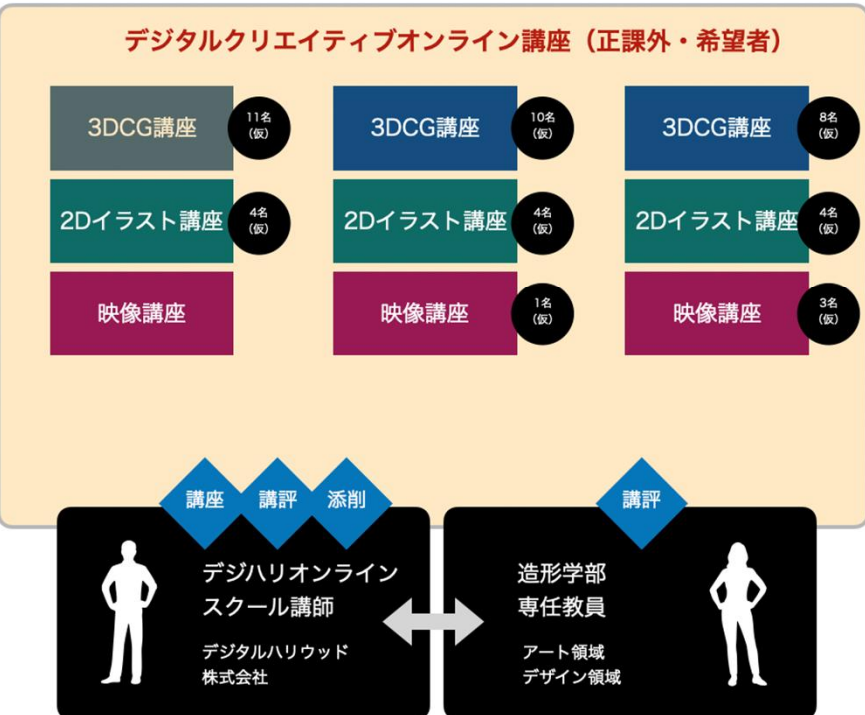 デジタルクリエイティブオンライン講座（正課外・希望者）
3DCG講座
11名
（仮）
3DCG講座
10名
（仮）
3DCG講座
8名
（仮）
2Dイラスト講座
4名
（仮）
2Dイラスト講座
4名
（仮）
2Dイラスト講座
4名
（仮）
映像講座
映像講座
1名
（仮）
映像講座
3名
（仮）
講座
講評
添削
デジハリオンライン
スクール講師
デジタルハリウッド
株式会社
講評
造形学部
専任教員
アート領域
デザイン領域